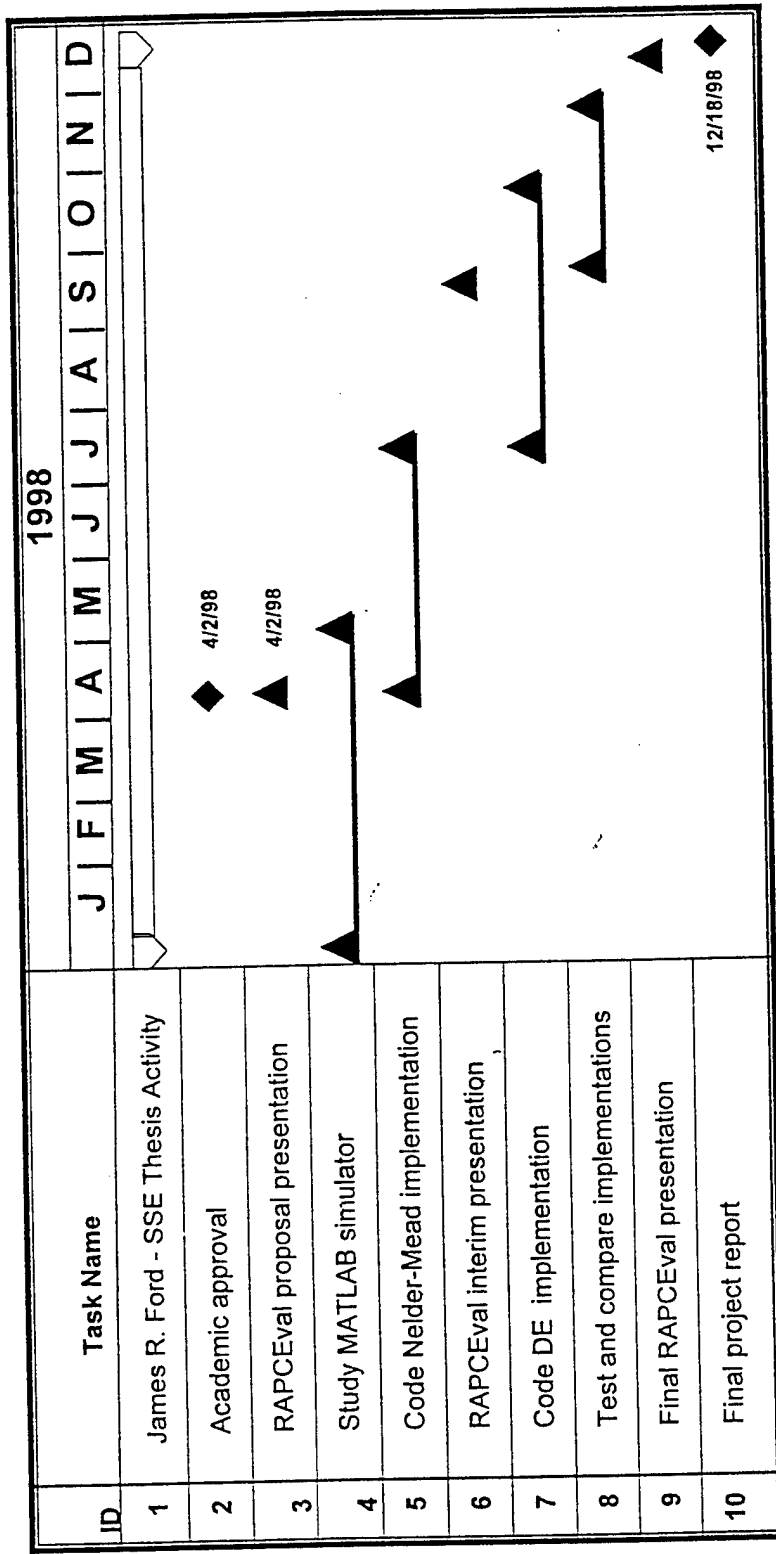 1998
ID Task Name J | F | M | A | M | J | J | A | S | O | N | D
1 James R. Ford - SSE Thesis Activity
2 Academic approval 4/2/98
3 RAPCEval proposal presentation 4/2/98
4 Study MATLAB simulator
5 Code Nelder-Mead implementation
6 RAPCEval interim presentation
7 Code DE implementation
8 Test and compare implementations
9 Final RAPCEval presentation
10 Final project report 12/18/98